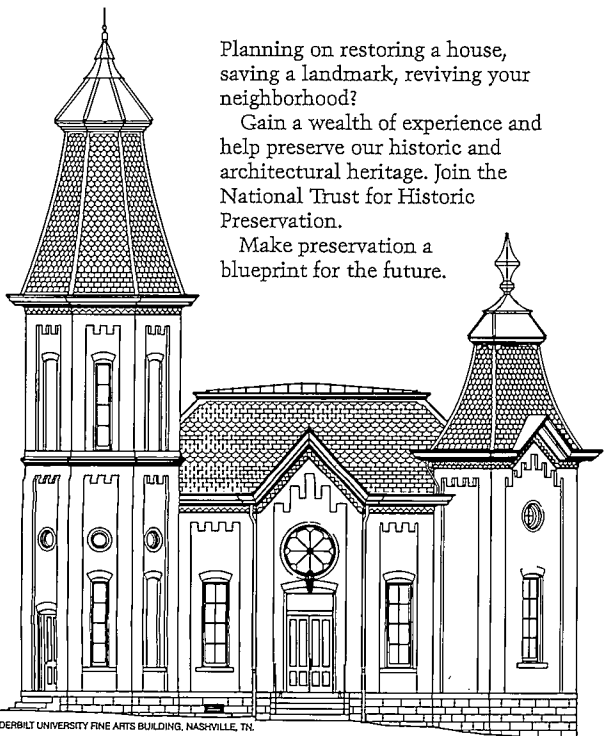 Planning on restoring a house,
saving a landmark, reviving your
neighborhood?
Gain a wealth of experience and
help preserve our historic and
architectural heritage. Join the
National Trust for Historic
Preservation.
Make preservation a
blueprint for the future.
DERBILT UNIVERSITY FINE ARTS BUILDING, NASHVILLE, TN.